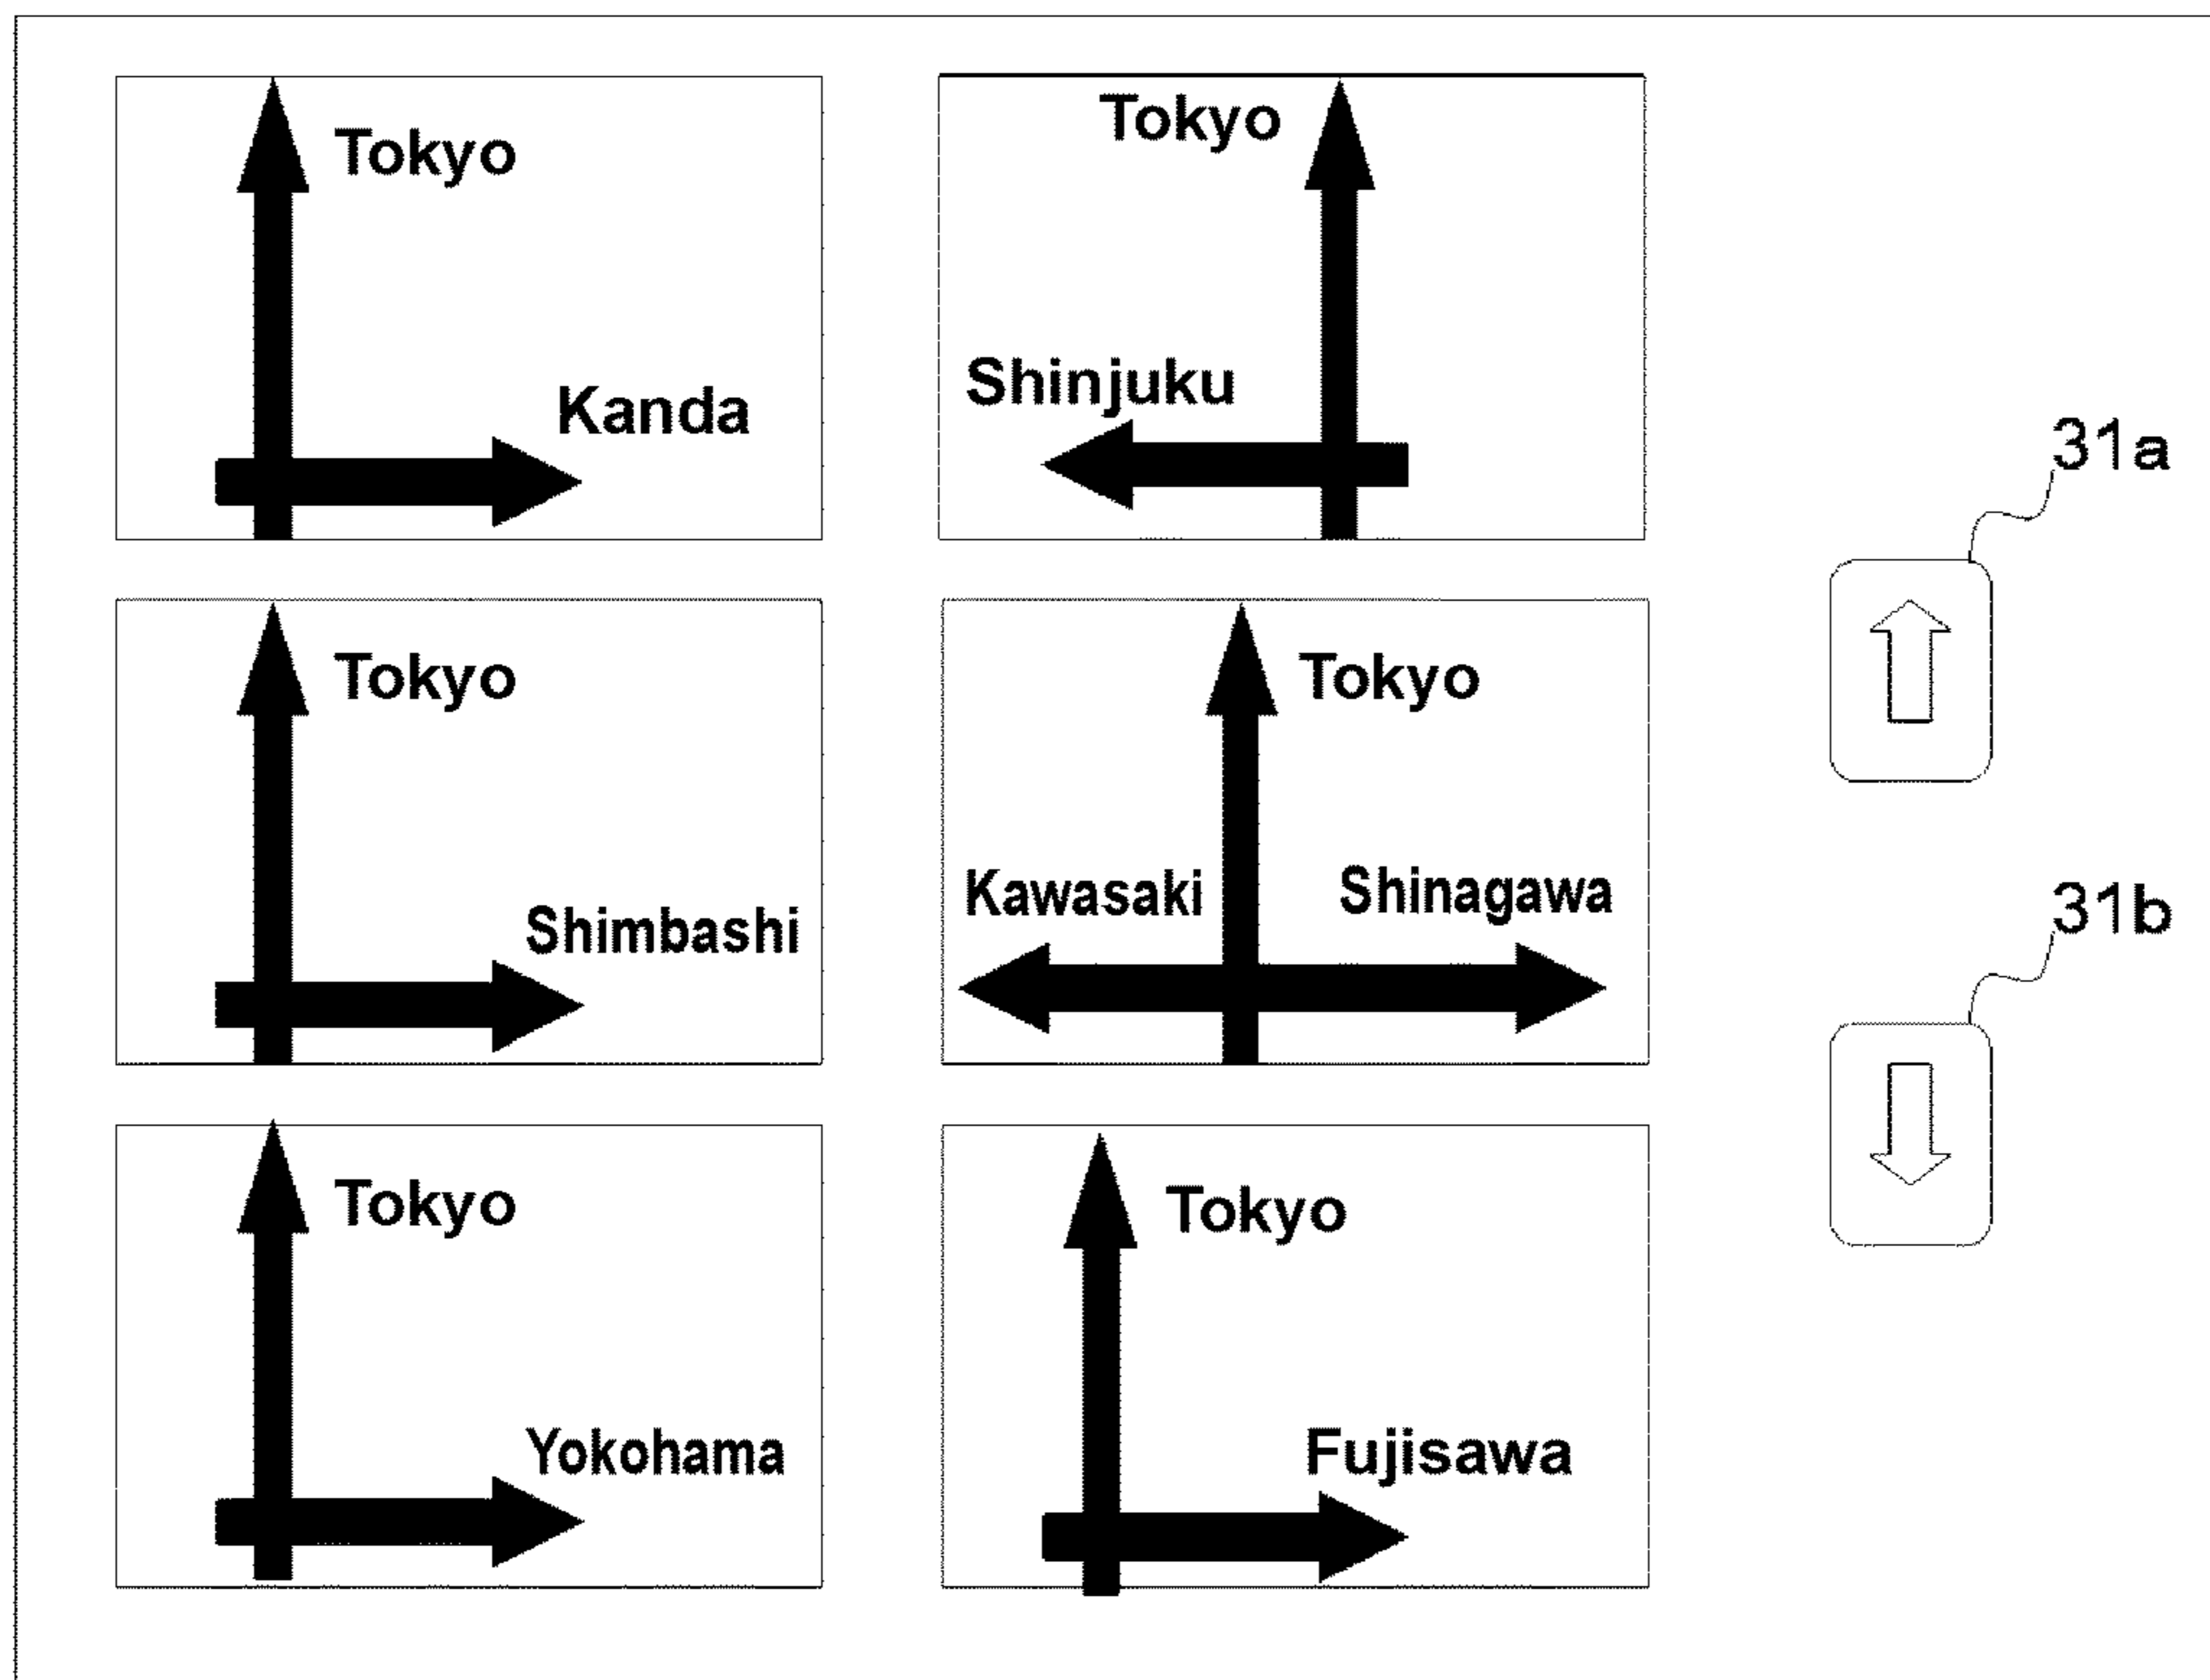 Tokyo
Kanda
Tokyo
Shinjuku
31a
Tokyo
Shimbashi
Tokyo
Kawasaki Shinagawa
31b
Tokyo
Yokohama
Tokyo
Fujisawa